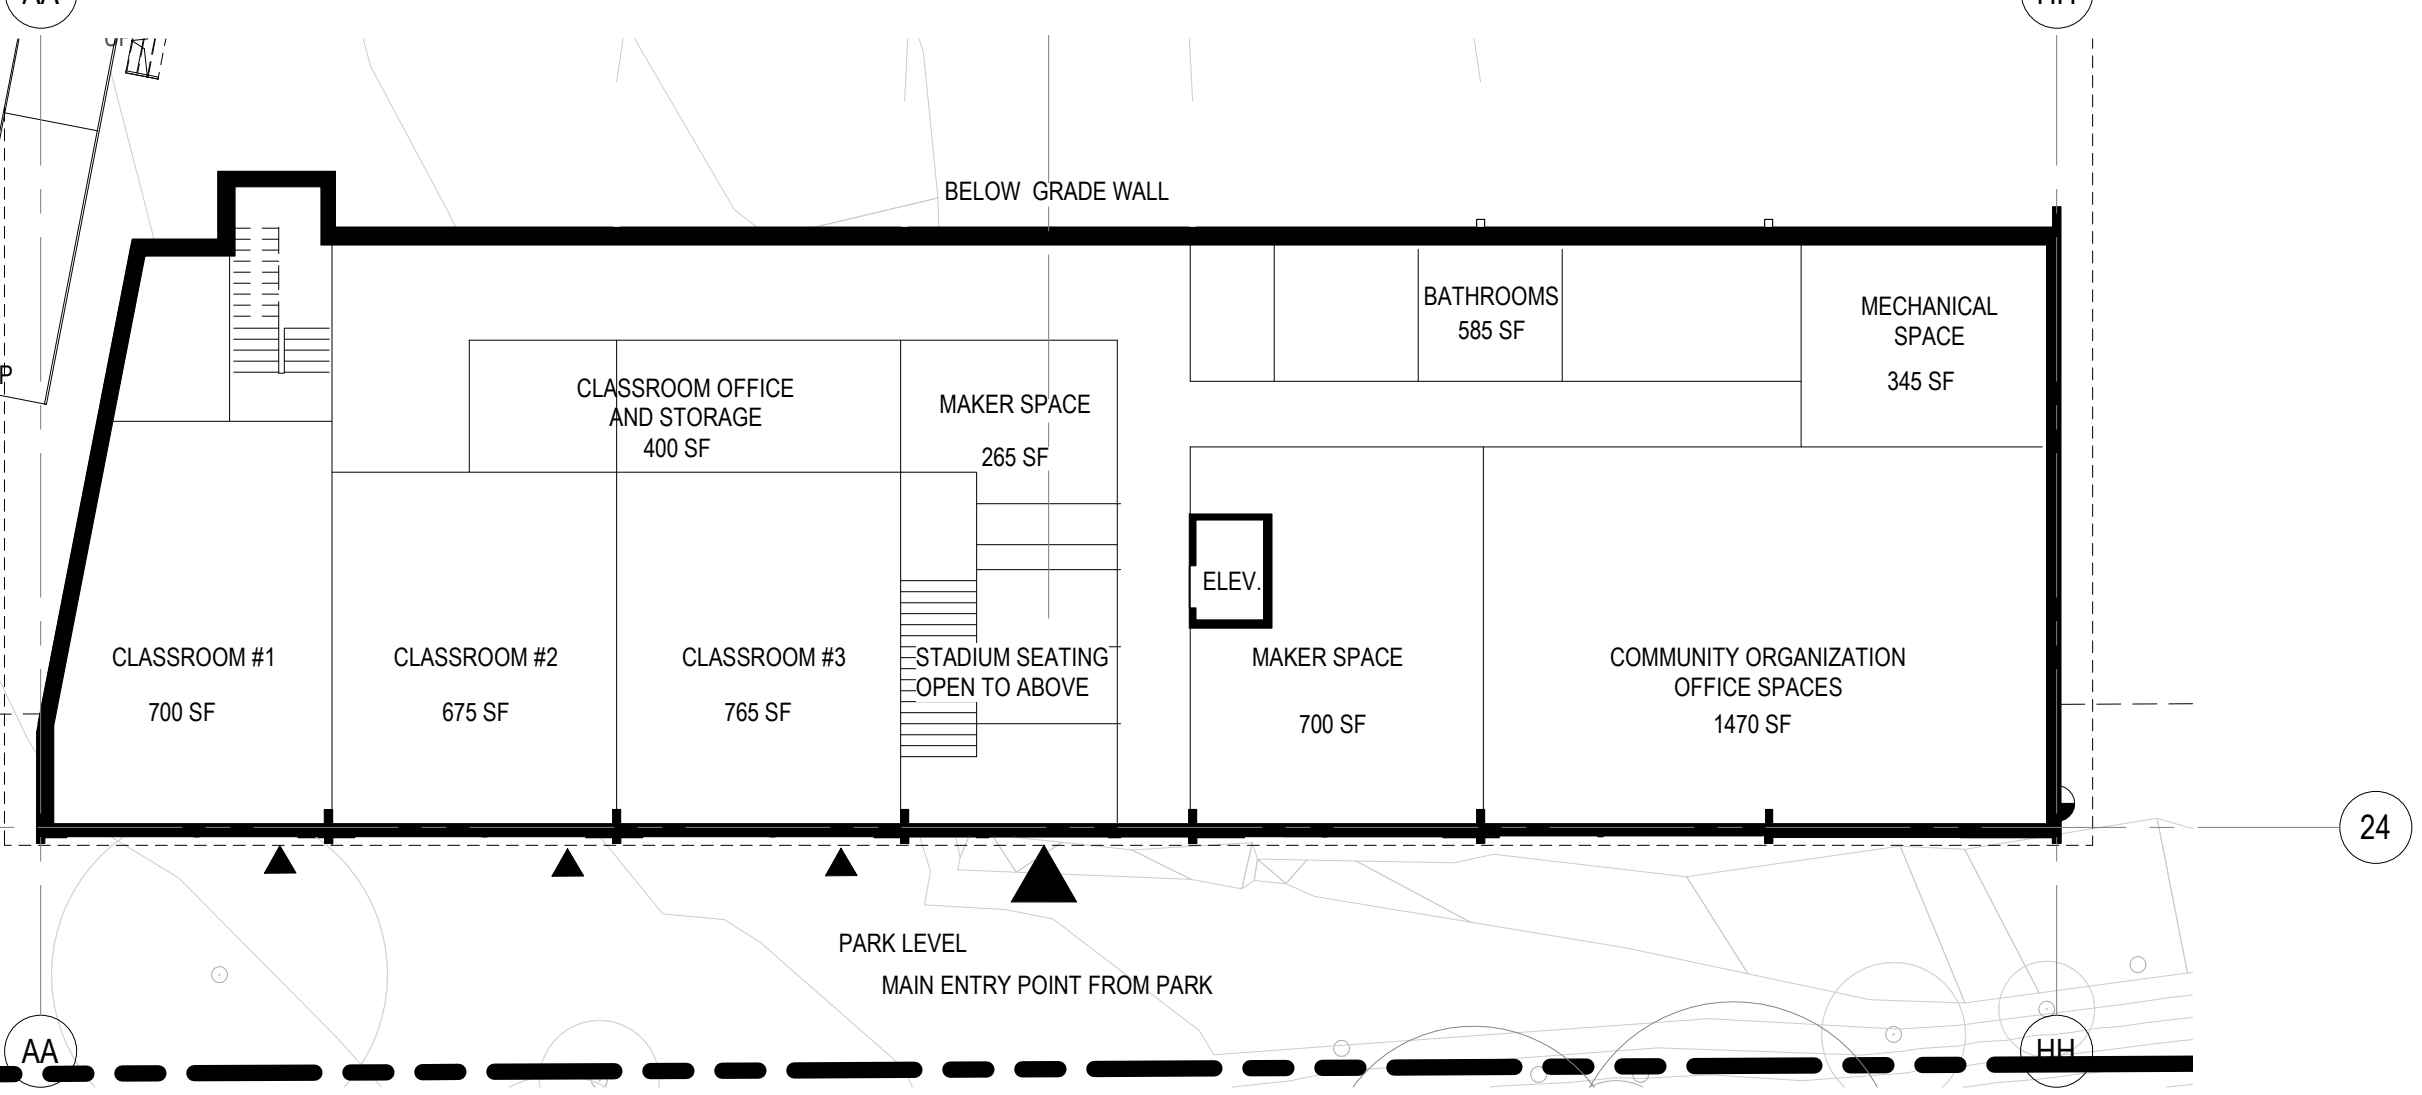 BELOW GRADE WALL
BATHROOMS
585 SF
MECHANICAL
SPACE
345 SF
CLASSROOM OFFICE
AND STORAGE
400 SF
MAKER SPACE
265 SF
ELEV.
CLASSROOM #1
700 SF
CLASSROOM #2
675 SF
CLASSROOM #3
765 SF
STADIUM SEATING
OPEN TO ABOVE
MAKER SPACE
700 SF
COMMUNITY ORGANIZATION
OFFICE SPACES
1470 SF
24
PARK LEVEL
MAIN ENTRY POINT FROM PARK
AA
HH